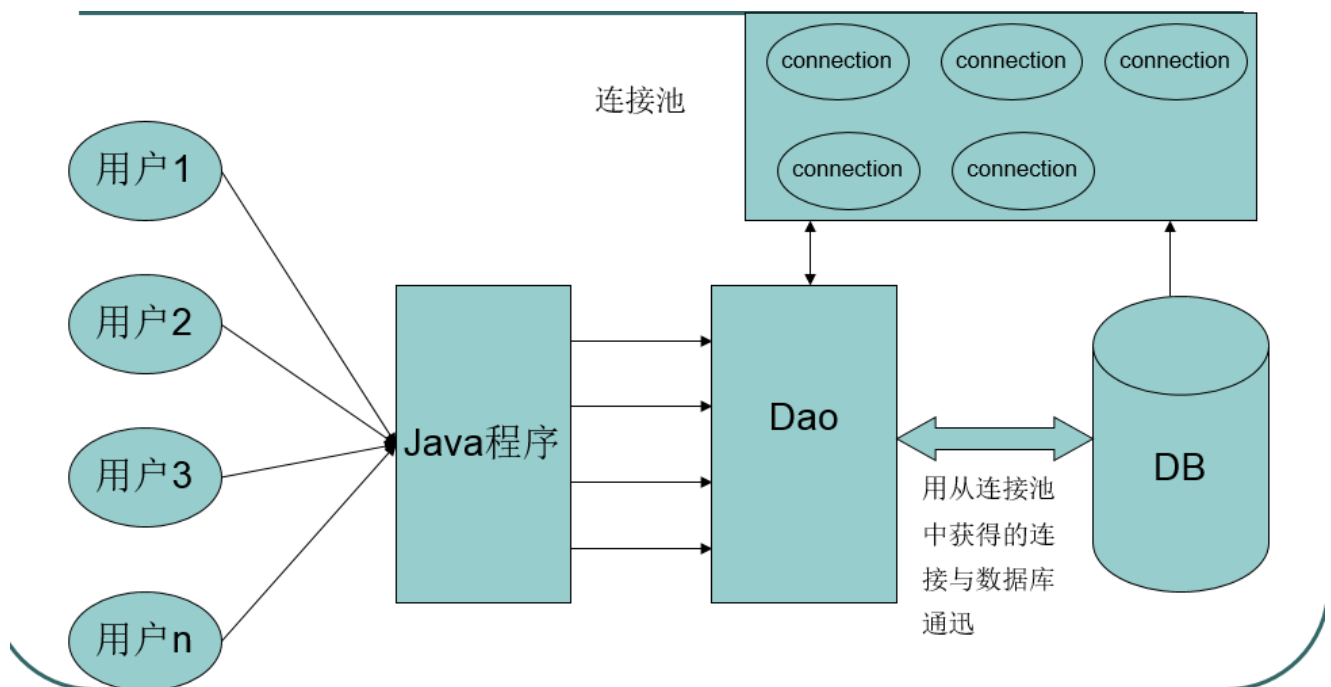 connection
connection
connection
连接池
connection
connection
用户1
用户2
用户3
用户n
Java程序
Dao
DB
用从连接池
中获得的连
接与数据库
通迅